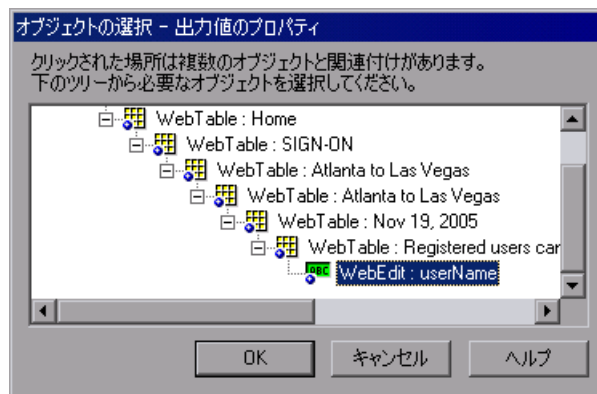 オブジェクトの選択 - 出力値のプロパティ
クリックされた場所は複数のオブジェクトと関連付けがあります。
下のツリーから必要なオブジェクトを選択してください。
WebTable : Home
WebTable : SIGN-ON
WebTable : Atlanta to Las Vegas
WebTable : Atlanta to Las Vegas
WebTable : Nov 19, 2005
WebTable : Registered users car
ABC WebEdit : userName
OK キャンセル ヘルプ